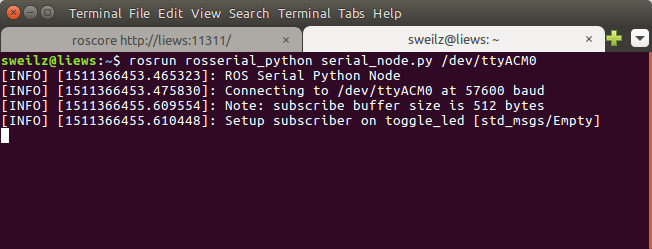 Terminal File Edit View Search Terminal Tabs Help
roscore http://liews:11311/ × sweilz@liews: ~ ×
sweilz@liews:~$ rosrun rosserial_python serial_node.py /dev/ttyACM0
[INFO] [1511366453.465323]: ROS Serial Python Node
[INFO] [1511366453.475830]: Connecting to /dev/ttyACM0 at 57600 baud
[INFO] [1511366455.609554]: Note: subscribe buffer size is 512 bytes
[INFO] [1511366455.610448]: Setup subscriber on toggle_led [std_msgs/Empty]